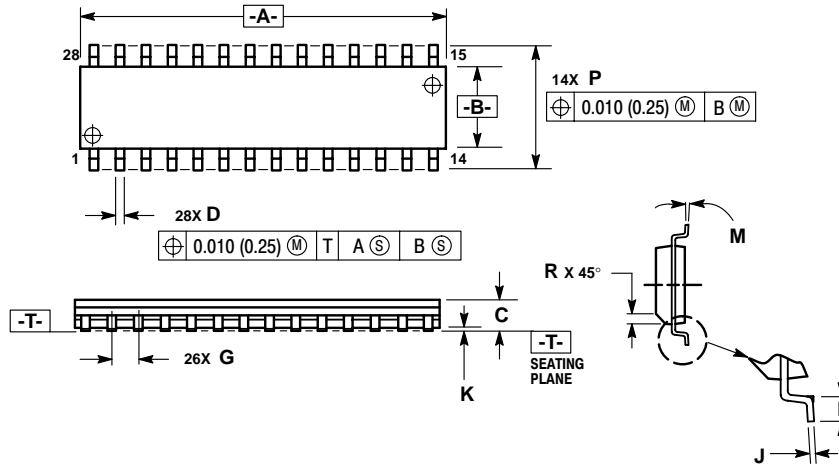 -A-
28
15
14X P
⌖ 0.010 (0.25) Ⓜ B Ⓜ
-B-
1
14
28X D
⌖ 0.010 (0.25) Ⓜ T A Ⓢ B Ⓢ
M
R X 45°
-T-
C
-T-
SEATING
PLANE
26X G
K
J